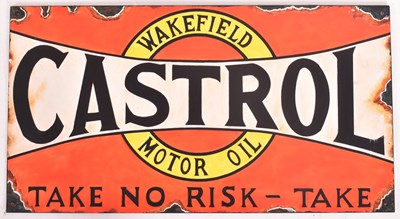 WAKEFIELD
CASTROL
MOTOR OIL
TAKE NO RISK - TAKE